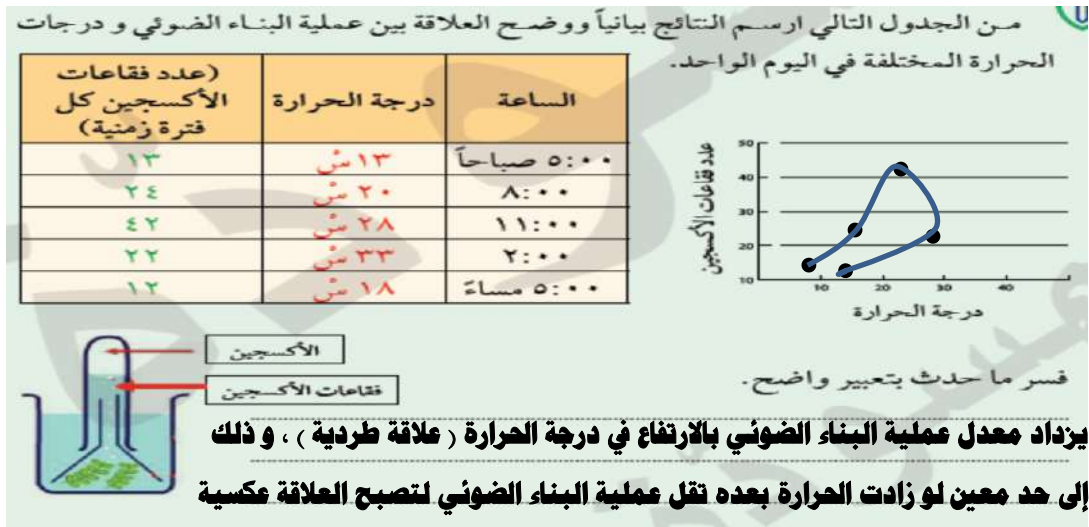 من الجدول التالي ارسم النتائج بيانياً ووضح العلاقة بين عملية البناء الضوئي و درجات
الحرارة المختلفة في اليوم الواحد.
الساعة درجة الحرارة (عدد فقاعات الأكسجين كل فترة زمنية)
٥:٠٠ صباحاً ١٣ سْ ١٣
٨:٠٠ ٢٠ سْ ٢٤
١١:٠٠ ٢٨ سْ ٤٢
٢:٠٠ ٣٣ سْ ٢٢
٥:٠٠ مساءً ١٨ سْ ١٢
عدد فقاعات الأكسجين
50
40
30
20
10
10 20 30 40
درجة الحرارة
الأكسجين
فقاعات الأكسجين
فسر ما حدث بتعبير واضح.
يزداد معدل عملية البناء الضوئي بالارتفاع في درجة الحرارة ( علاقة طردية ) ، و ذلك
إلى حد معين لو زادت الحرارة بعده تقل عملية البناء الضوئي لتصبح العلاقة عكسية